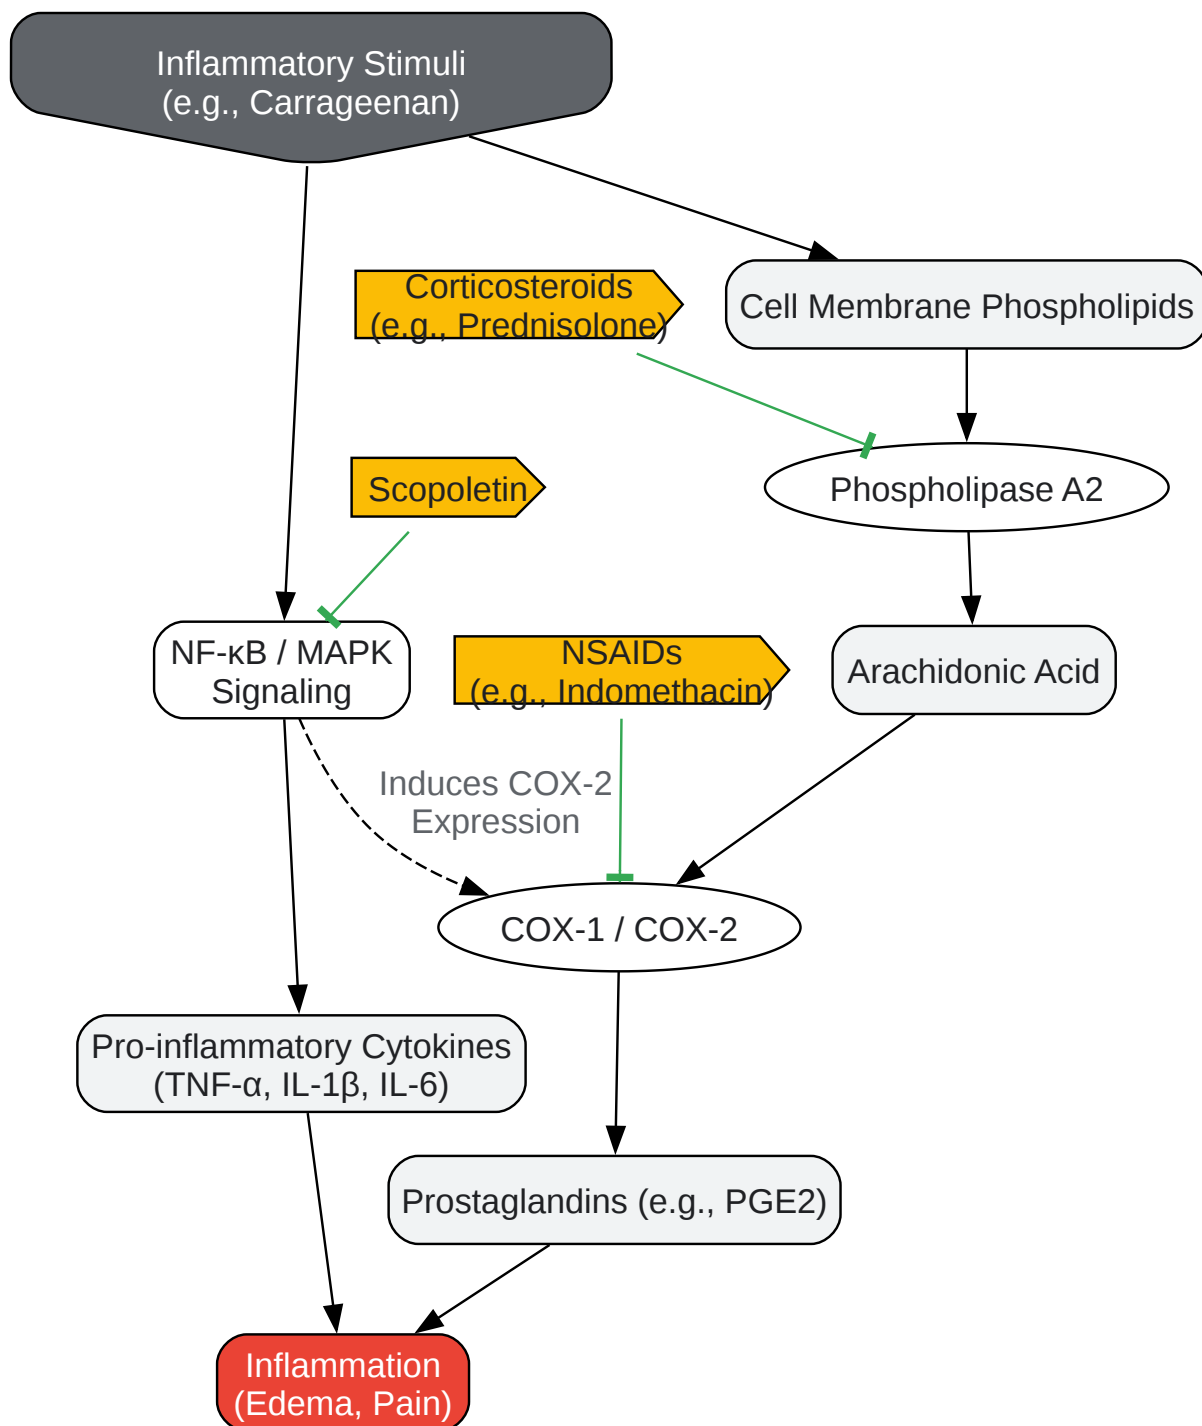 Inflammatory Stimuli
(e.g., Carrageenan)
Corticosteroids
(e.g., Prednisolone)
Cell Membrane Phospholipids
Scopoletin
Phospholipase A2
NF-κB / MAPK
Signaling
NSAIDs
(e.g., Indomethacin)
Arachidonic Acid
Induces COX-2
Expression
COX-1 / COX-2
Pro-inflammatory Cytokines
(TNF-α, IL-1β, IL-6)
Prostaglandins (e.g., PGE2)
Inflammation
(Edema, Pain)